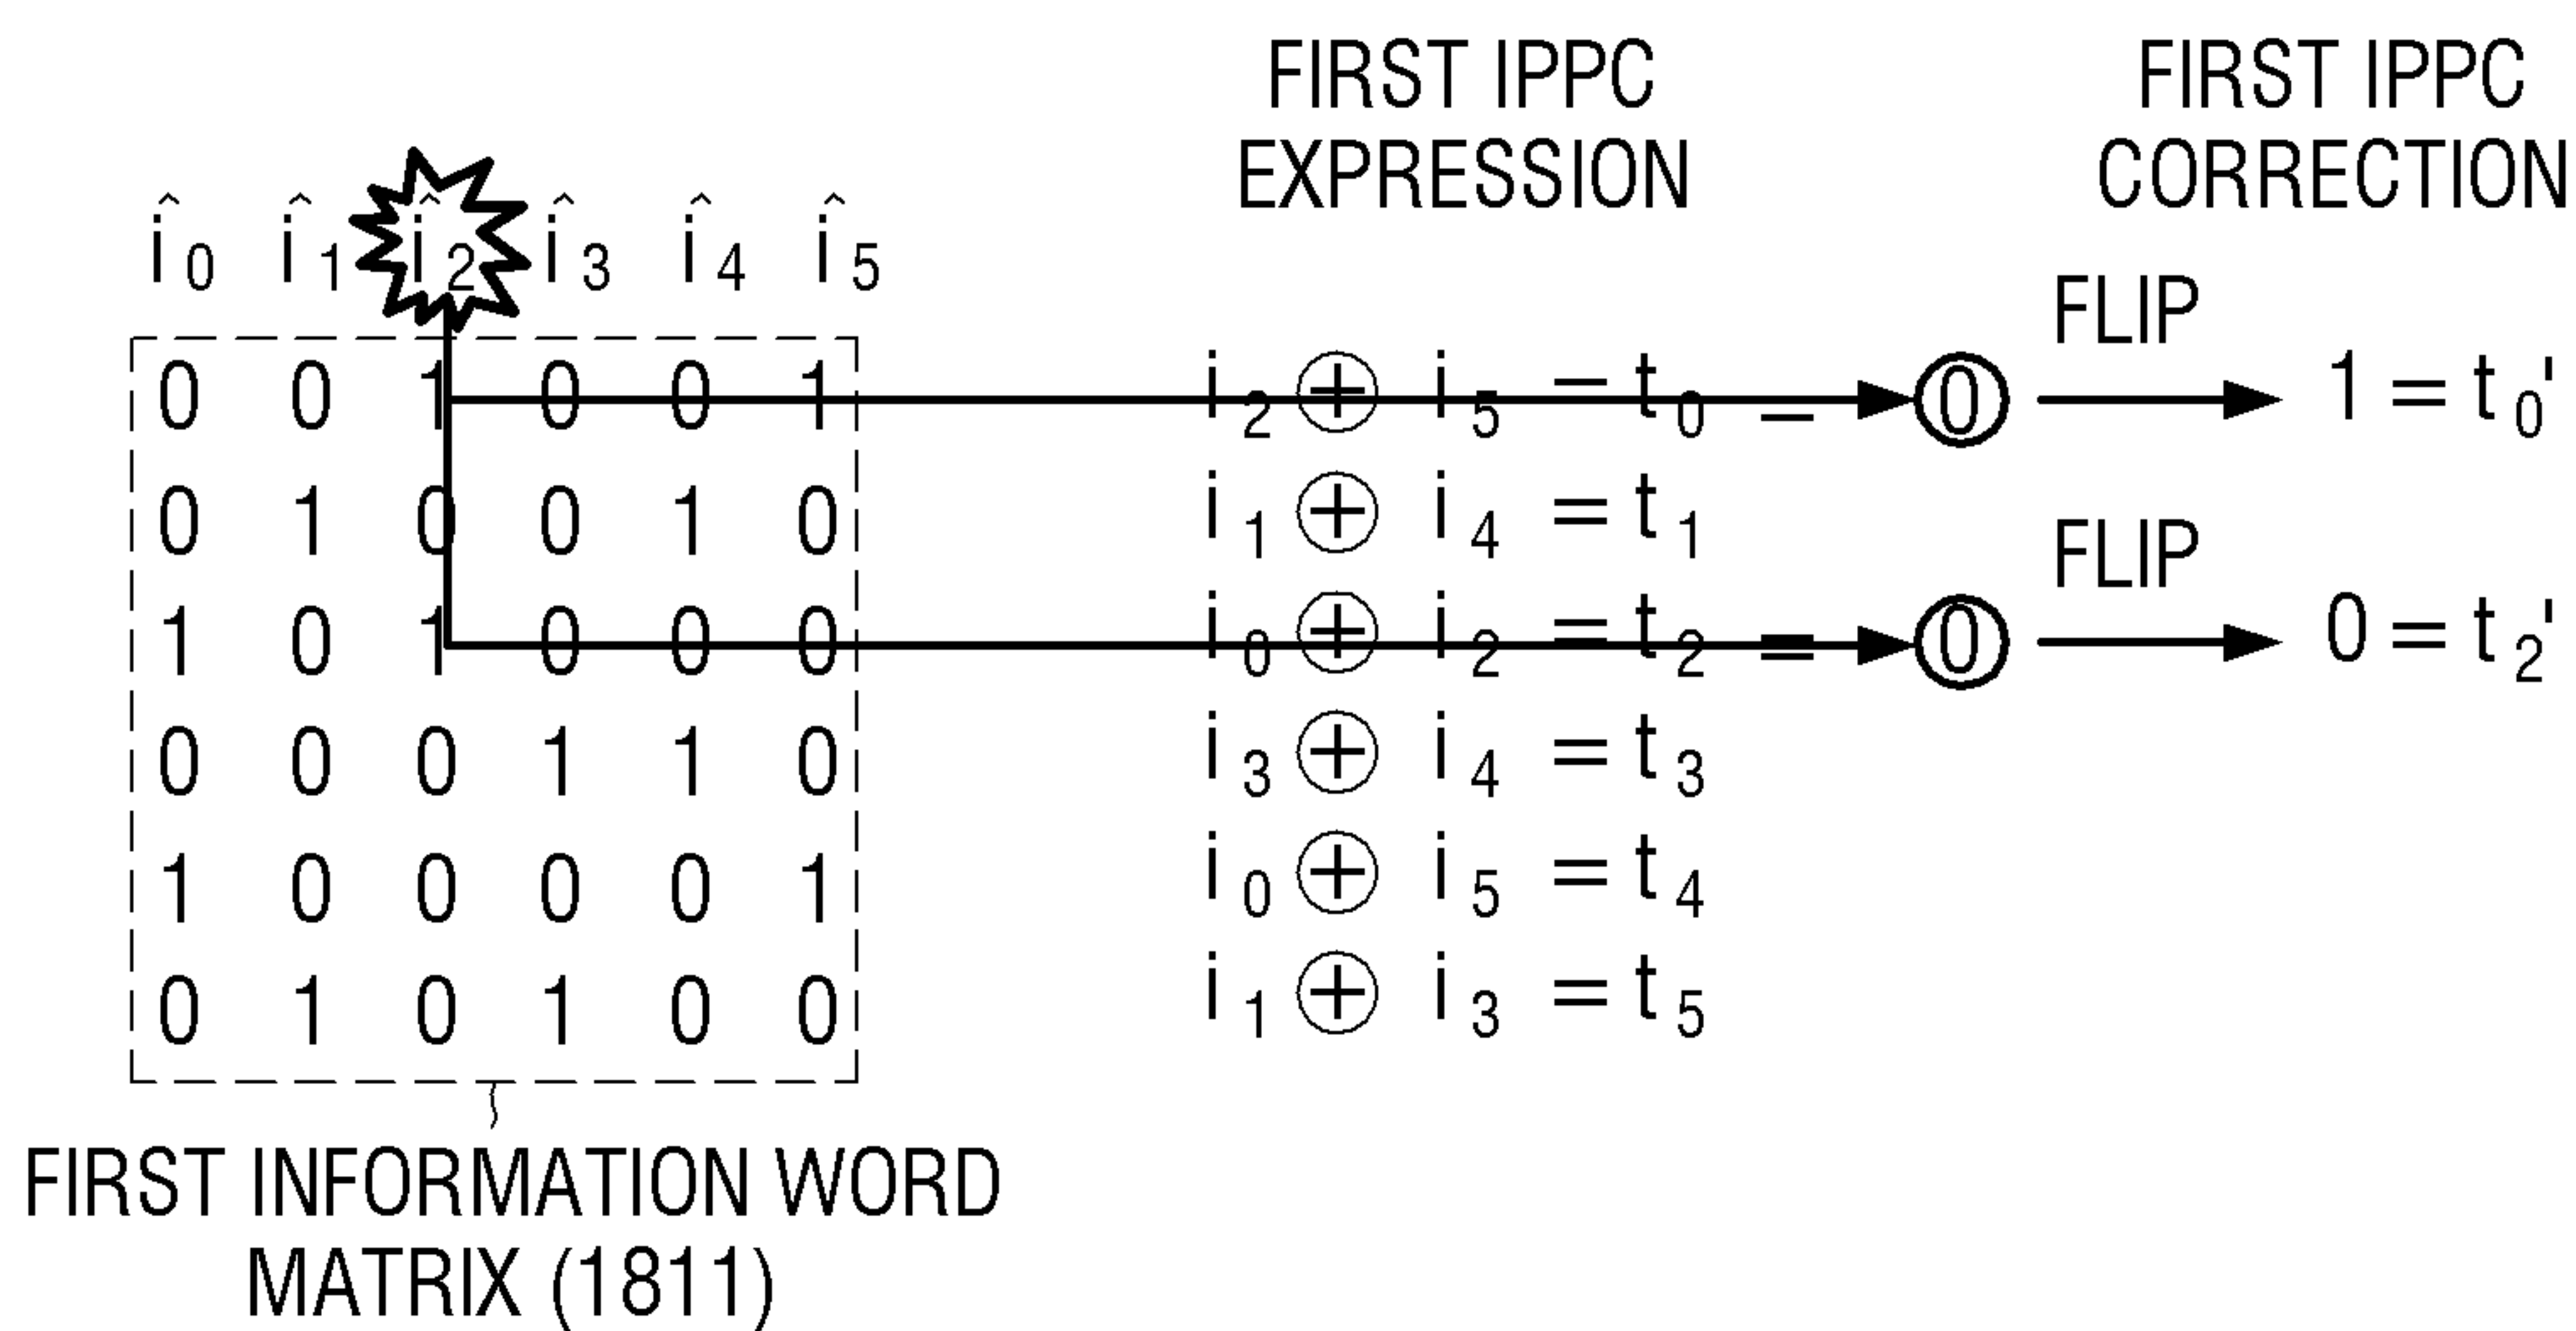 FIRST IPPC FIRST IPPC
EXPRESSION CORRECTION
î0 î1 î2 î3 î4 î5
FLIP
0 0 1 0 0 1 i2 ⊕ i5 = t0 = 0 1 = t0'
0 1 0 0 1 0 i1 ⊕ i4 = t1
FLIP
1 0 1 0 0 0 i0 ⊕ i2 = t2 = 0 0 = t2'
0 0 0 1 1 0 i3 ⊕ i4 = t3
1 0 0 0 0 1 i0 ⊕ i5 = t4
0 1 0 1 0 0 i1 ⊕ i3 = t5
FIRST INFORMATION WORD
MATRIX (1811)